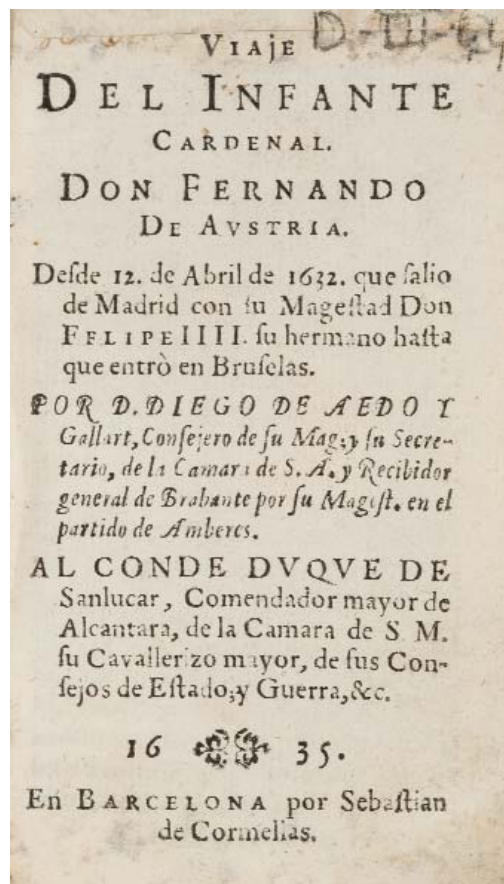 D.-III-
VIAjE
DEL INFANTE
CARDENAL.
DON FERNANDO
DE AVSTRIA.
Deſde 12. de Abril de 1632. que ſalio
de Madrid con ſu Mageſtad Don
FELIPE IIII. ſu hermano haſta
que entrò en Bruſelas.
POR D. DIEGO DE AEDO Y
Gallart, Conſejero de ſu Mag. y ſu Secre-
tario, de la Camara de S. A. y Recibidor
general de Brabante por ſu Mageſt. en el
partido de Amberes.
AL CONDE DVQVE DE
Sanlucar, Comendador mayor de
Alcantara, de la Camara de S. M.
ſu Cavallerizo mayor, de ſus Con-
ſejos de Eſtado, y Guerra, &c.
16 35.
En BARCELONA por Sebaſtian
de Cormellas.